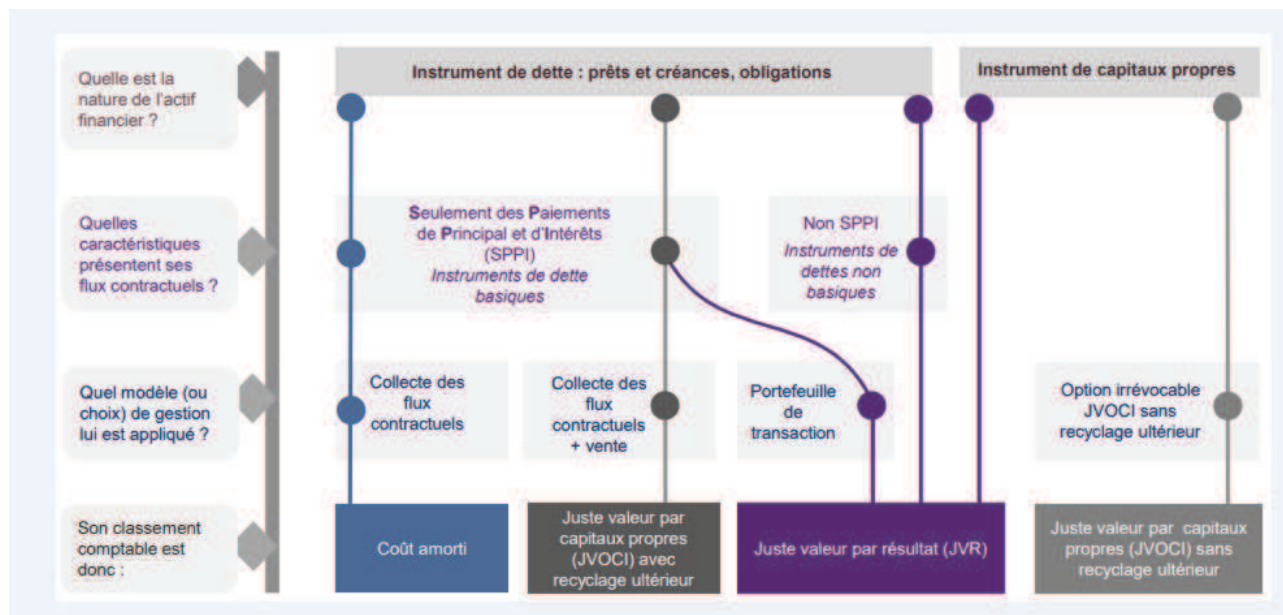 Quelle est la
nature de l'actif
financier ?
Instrument de dette : prêts et créances, obligations
Instrument de capitaux propres
Quelles
caractéristiques
présentent ses
flux contractuels ?
Seulement des Paiements
de Principal et d'Intérêts
(SPPI)
Instruments de dette
basiques
Non SPPI
Instruments de
dettes non
basiques
Quel modèle (ou
choix) de gestion
lui est appliqué ?
Collecte des
flux
contractuels
Collecte des
flux
contractuels
+ vente
Portefeuille
de
transaction
Option irrévocable
JVOCI sans
recyclage ultérieur
Son classement
comptable est
donc :
Coût amorti
Juste valeur par
capitaux propres
(JVOCI) avec
recyclage ultérieur
Juste valeur par résultat (JVR)
Juste valeur par capitaux
propres (JVOCI) sans
recyclage ultérieur